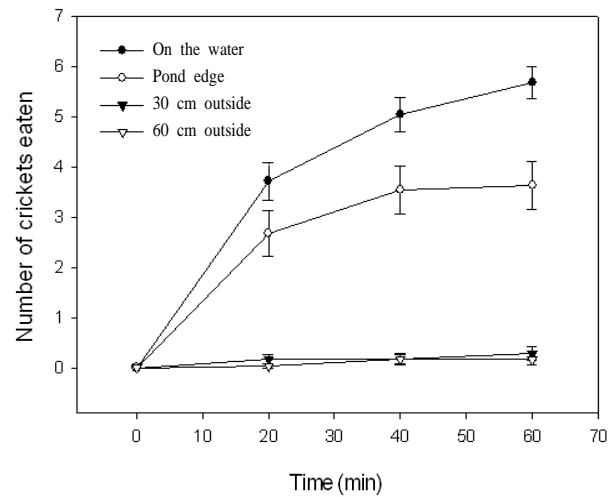 7
6
5
4
3
2
1
0
Number of crickets eaten
On the water
Pond edge
30 cm outside
60 cm outside
0 10 20 30 40 50 60 70
Time (min)